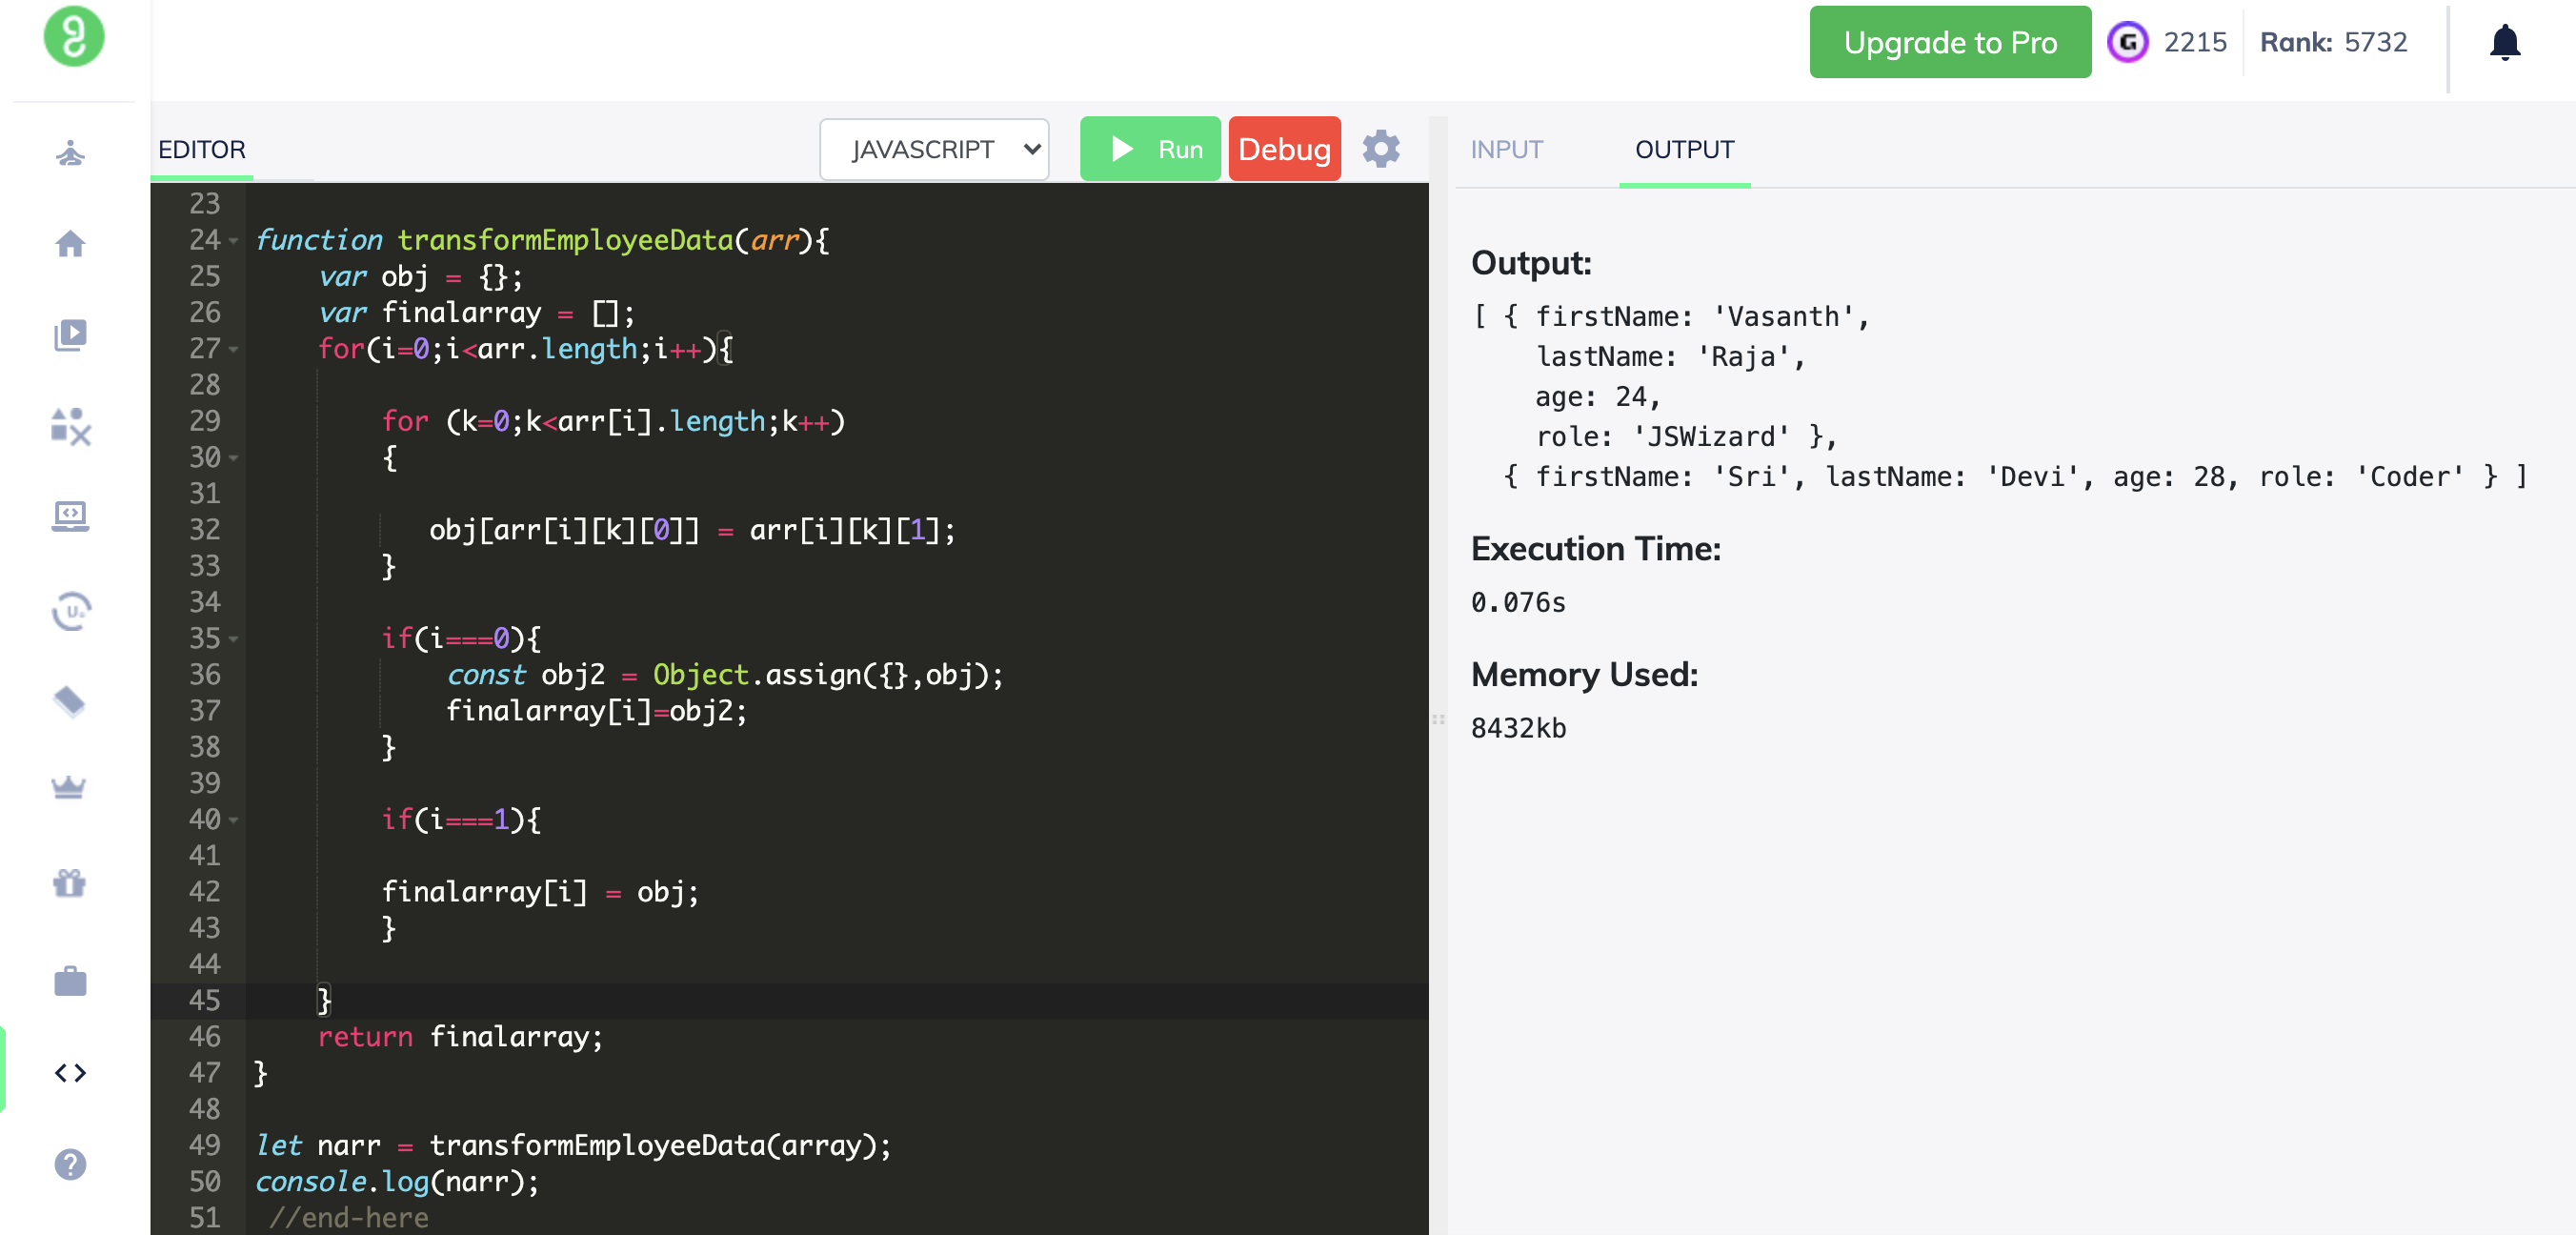 Upgrade to Pro
G 2215
Rank: 5732
EDITOR
JAVASCRIPT
Run
Debug
INPUT
OUTPUT
23
24 function transformEmployeeData(arr){
25 var obj = {};
26 var finalarray = [];
27 for(i=0;i<arr.length;i++){
28
29 for (k=0;k<arr[i].length;k++)
30 {
31
32 obj[arr[i][k][0]] = arr[i][k][1];
33 }
34
35 if(i===0){
36 const obj2 = Object.assign({},obj);
37 finalarray[i]=obj2;
38 }
39
40 if(i===1){
41
42 finalarray[i] = obj;
43 }
44
45 }
46 return finalarray;
47 }
48
49 let narr = transformEmployeeData(array);
50 console.log(narr);
51 //end-here
Output:
[ { firstName: 'Vasanth',
lastName: 'Raja',
age: 24,
role: 'JSWizard' },
{ firstName: 'Sri', lastName: 'Devi', age: 28, role: 'Coder' } ]
Execution Time:
0.076s
Memory Used:
8432kb